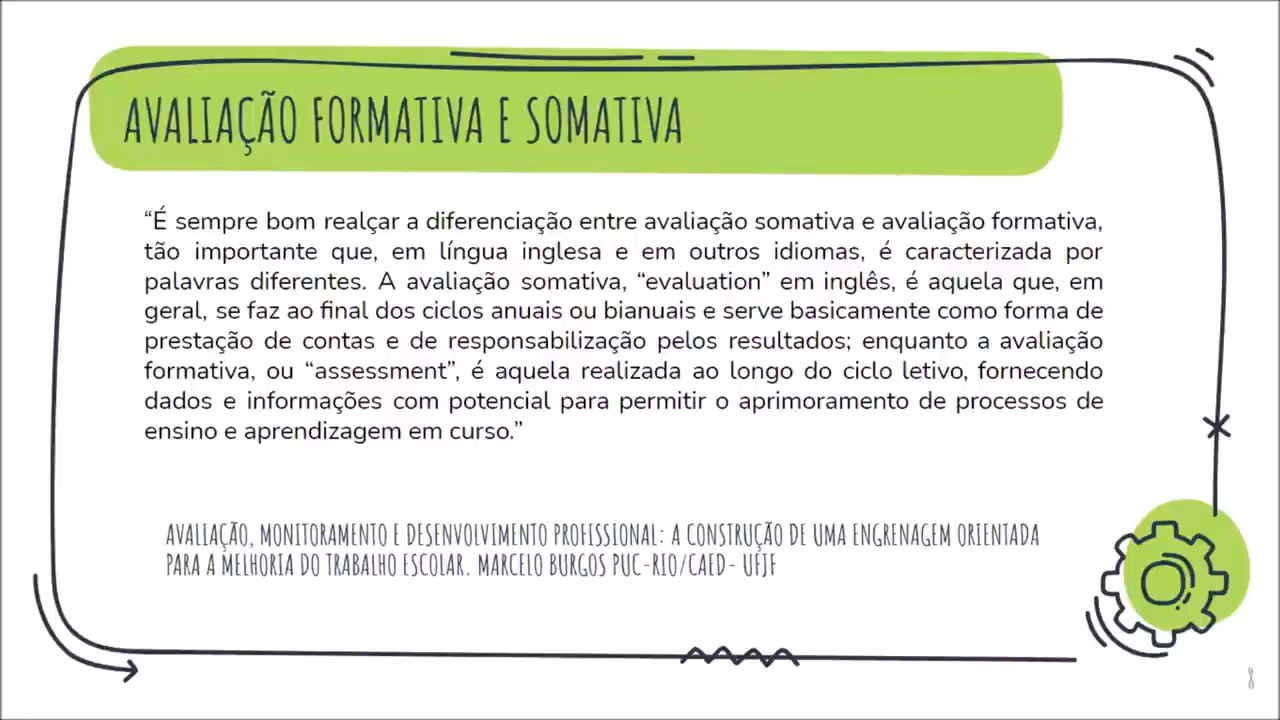 AVALIAÇÃO FORMATIVA E SOMATIVA
“É sempre bom realçar a diferenciação entre avaliação somativa e avaliação formativa,
tão importante que, em língua inglesa e em outros idiomas, é caracterizada por
palavras diferentes. A avaliação somativa, “evaluation” em inglês, é aquela que, em
geral, se faz ao final dos ciclos anuais ou bianuais e serve basicamente como forma de
prestação de contas e de responsabilização pelos resultados; enquanto a avaliação
formativa, ou “assessment”, é aquela realizada ao longo do ciclo letivo, fornecendo
dados e informações com potencial para permitir o aprimoramento de processos de
ensino e aprendizagem em curso.”
AVALIAÇÃO, MONITORAMENTO E DESENVOLVIMENTO PROFISSIONAL: A CONSTRUÇÃO DE UMA ENGRENAGEM ORIENTADA
PARA A MELHORIA DO TRABALHO ESCOLAR. MARCELO BURGOS PUC-RIO/CAED- UFJF